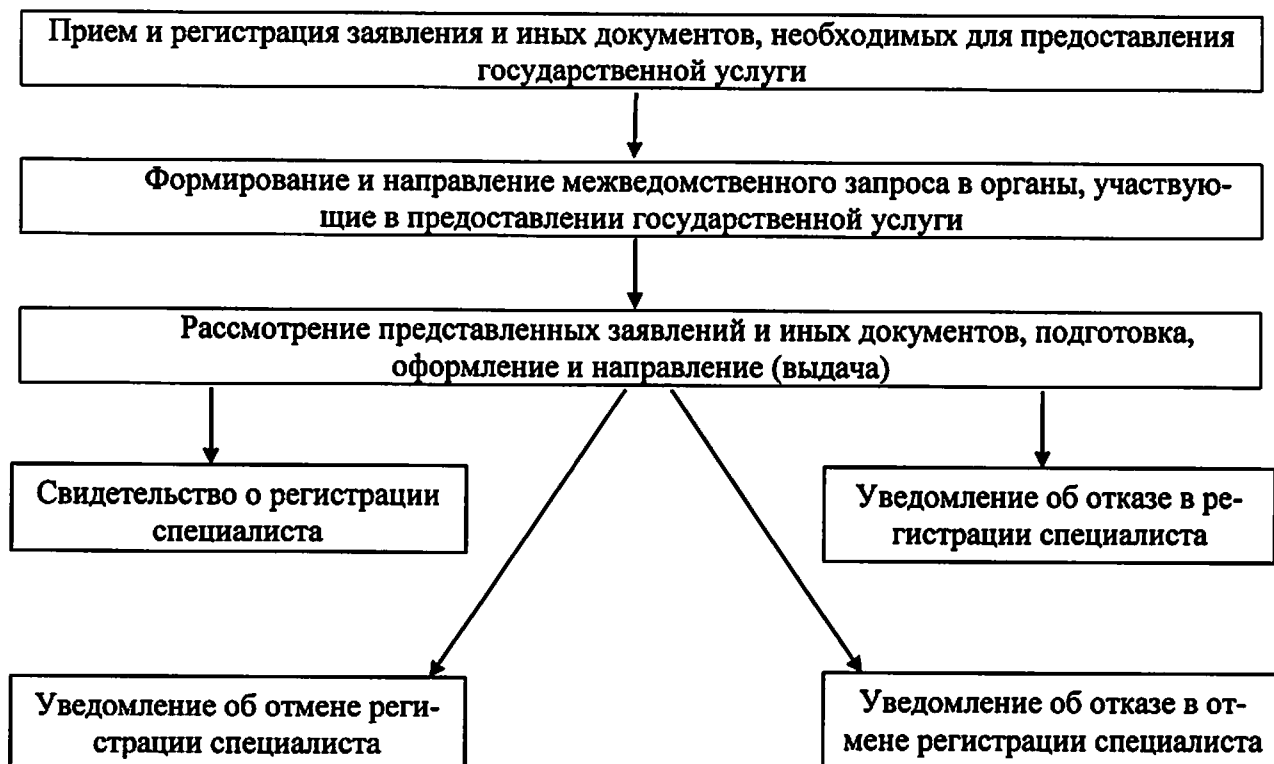 Прием и регистрация заявления и иных документов, необходимых для предоставления
государственной услуги
Формирование и направление межведомственного запроса в органы, участвую-
щие в предоставлении государственной услуги
Рассмотрение представленных заявлений и иных документов, подготовка,
оформление и направление (выдача)
Свидетельство о регистрации
специалиста
Уведомление об отказе в ре-
гистрации специалиста
Уведомление об отмене реги-
страции специалиста
Уведомление об отказе в от-
мене регистрации специалиста